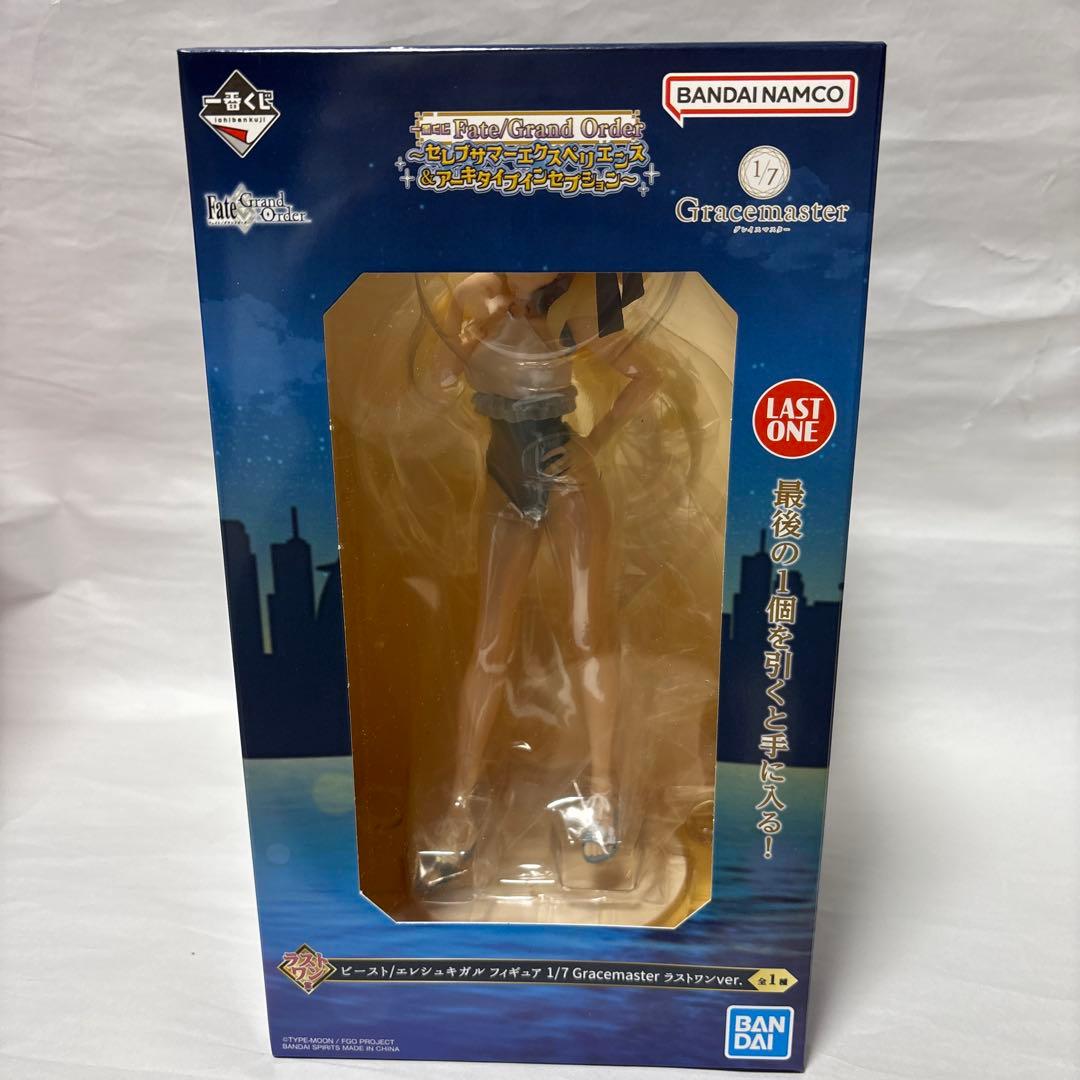 一番くじ
ichibankuji
BANDAI NAMCO
一番くじ Fate/Grand Order
～セレブサマーエクスペリエンス
&アーキタイプインセプション～
Fate/Grand Order
1/7
Gracemaster
グレイスマスター
LAST
ONE
最後の1個を引くと手に入る!
ラスト
ワン
賞
ビースト/エレシュキガル フィギュア 1/7 Gracemaster ラストワンver.
全1種
©TYPE-MOON / FGO PROJECT
BANDAI SPIRITS MADE IN CHINA
BAN
DAI